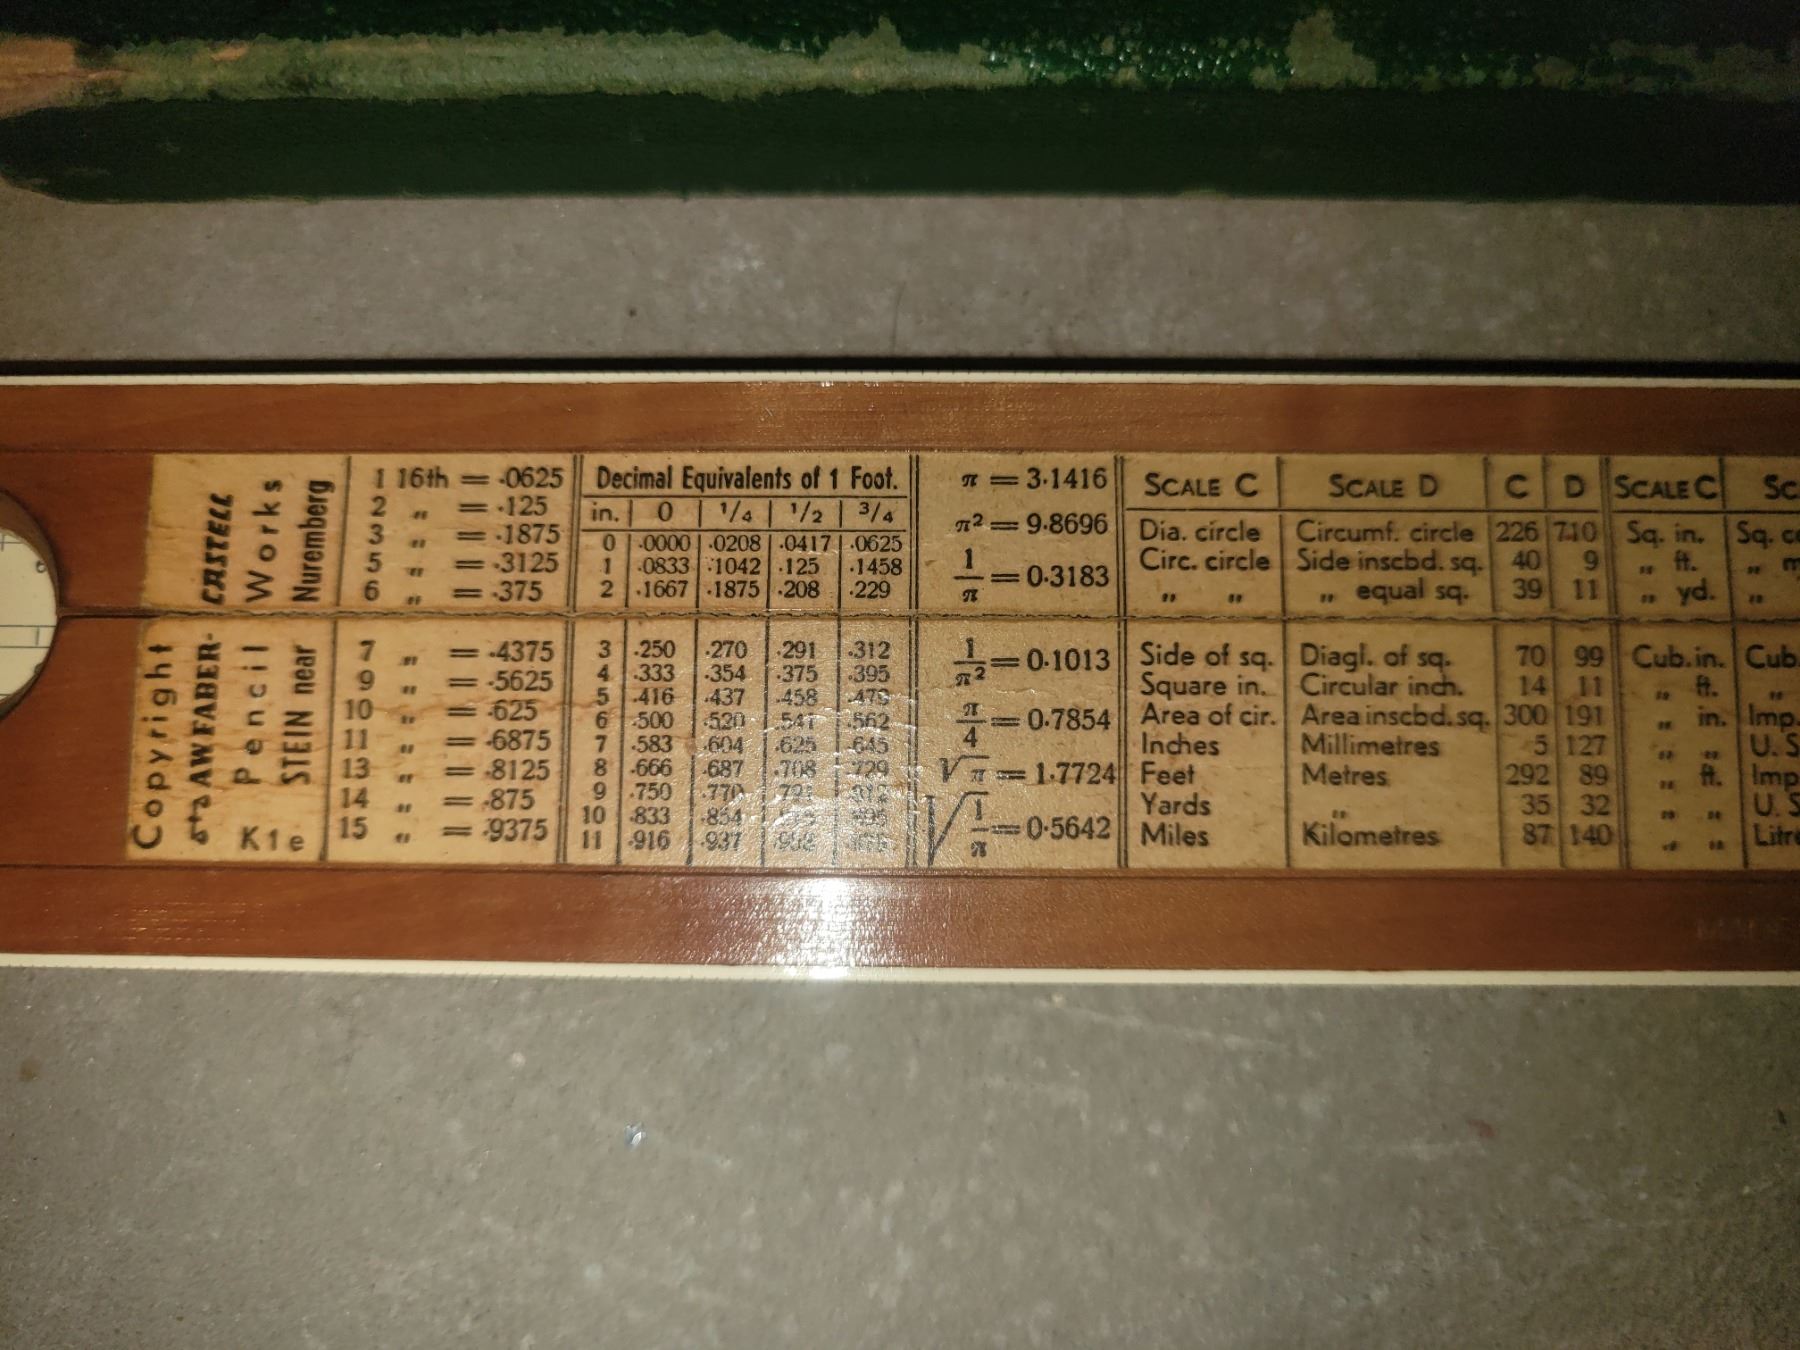 Copyright
A.W.FABER-CASTELL
Pencil Works
STEIN near Nuremberg
K1e
1 16th = ·0625
2 „ = ·125
3 „ = ·1875
5 „ = ·3125
6 „ = ·375
7 „ = ·4375
9 „ = ·5625
10 „ = ·625
11 „ = ·6875
13 „ = ·8125
14 „ = ·875
15 „ = ·9375
Decimal Equivalents of 1 Foot.
in. 0 1/4 1/2 3/4
0 ·0000 ·0208 ·0417 ·0625
1 ·0833 ·1042 ·125 ·1458
2 ·1667 ·1875 ·208 ·229
3 ·250 ·270 ·291 ·312
4 ·333 ·354 ·375 ·395
5 ·416 ·437 ·458 ·479
6 ·500 ·520 ·541 ·562
7 ·583 ·604 ·625 ·645
8 ·666 ·687 ·708 ·729
9 ·750 ·770
10 ·833 ·854
11 ·916 ·937
π = 3·1416
π² = 9·8696
1/π = 0·3183
1/π² = 0·1013
π/4 = 0·7854
√π = 1·7724
√1/π = 0·5642
SCALE C SCALE D C D
Dia. circle Circumf. circle 226 710
Circ. circle Side inscbd. sq. 40 9
„ „ „ equal sq. 39 11
Side of sq. Diagl. of sq. 70 99
Square in. Circular inch. 14 11
Area of cir. Area inscbd. sq. 300 191
Inches Millimetres 5 127
Feet Metres 292 89
Yards „ 35 32
Miles Kilometres 87 140
SCALE C
Sq. in. Sq.
„ ft. „
„ yd. „
Cub. in. Cub.
„ ft. „
„ in. Imp.
„ „ U. S
„ ft. Imp
„ „ U. S
„ „